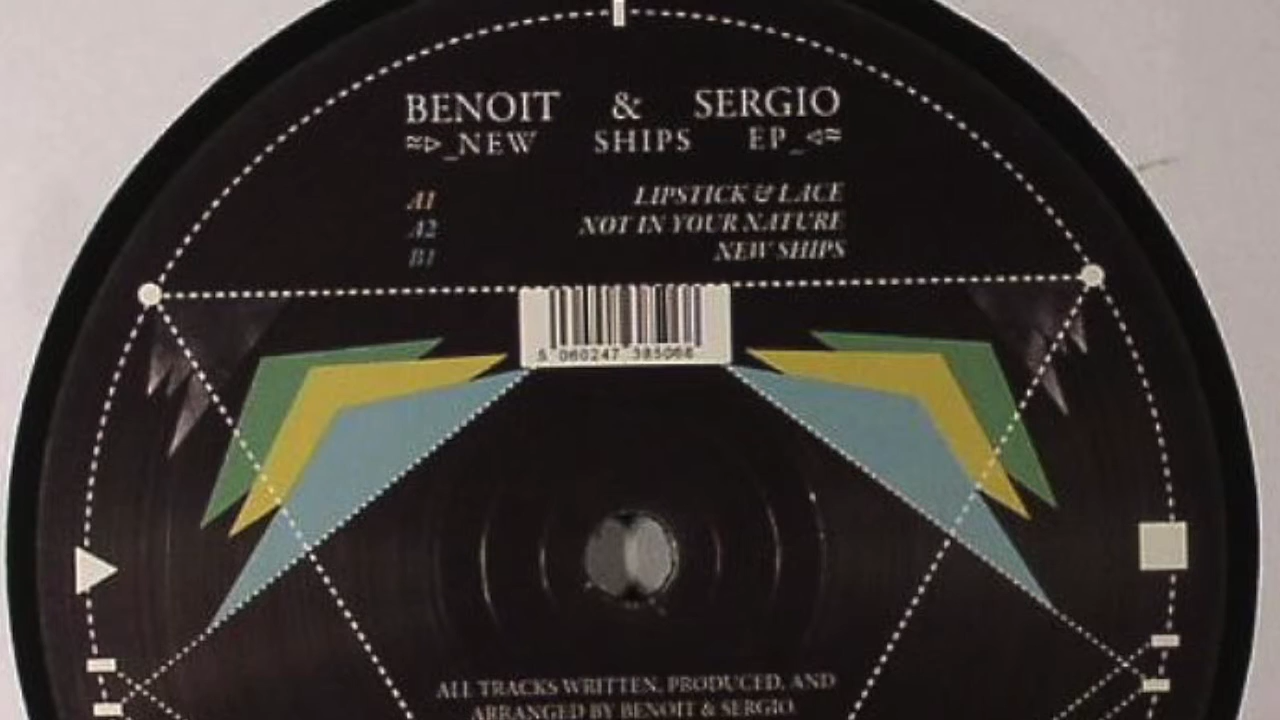 BENOIT & SERGIO
≈▷_NEW SHIPS EP_◁≈
A1 LIPSTICK & LACE
A2 NOT IN YOUR NATURE
B1 NEW SHIPS
5 060247 385068
ALL TRACKS WRITTEN, PRODUCED, AND
ARRANGED BY BENOIT & SERGIO.